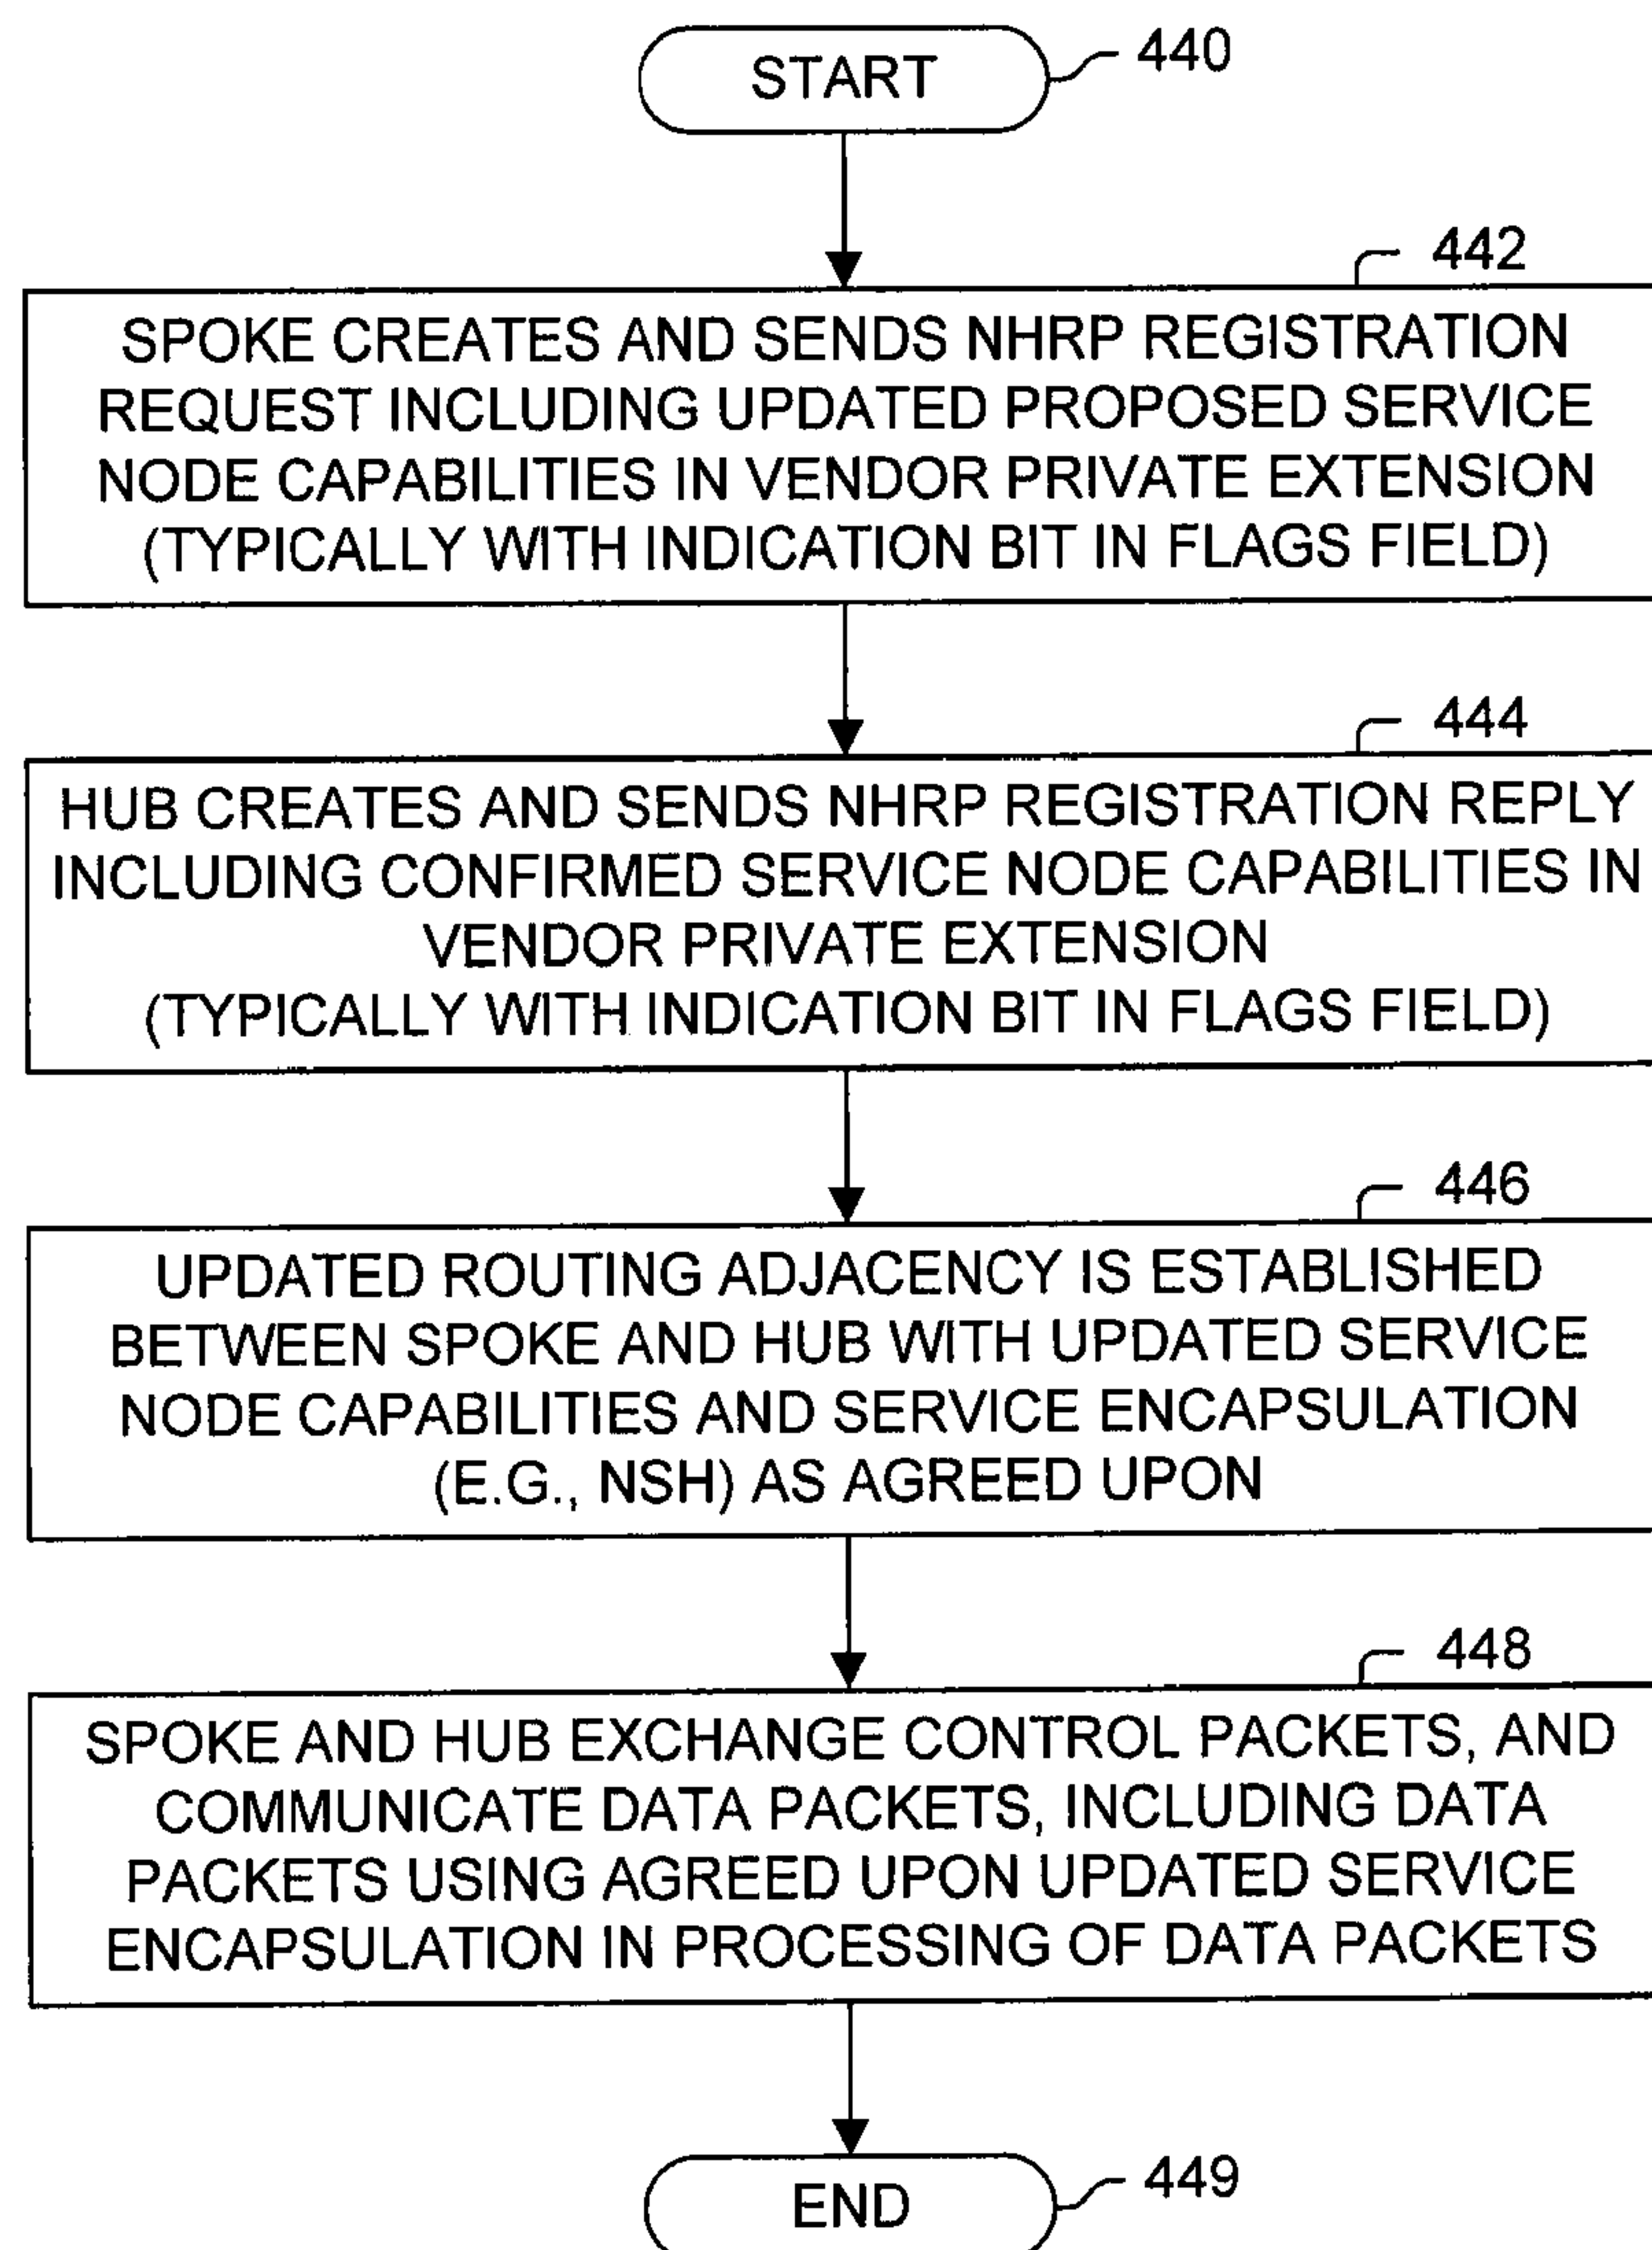 START
440
442
SPOKE CREATES AND SENDS NHRP REGISTRATION
REQUEST INCLUDING UPDATED PROPOSED SERVICE
NODE CAPABILITIES IN VENDOR PRIVATE EXTENSION
(TYPICALLY WITH INDICATION BIT IN FLAGS FIELD)
444
HUB CREATES AND SENDS NHRP REGISTRATION REPLY
INCLUDING CONFIRMED SERVICE NODE CAPABILITIES IN
VENDOR PRIVATE EXTENSION
(TYPICALLY WITH INDICATION BIT IN FLAGS FIELD)
446
UPDATED ROUTING ADJACENCY IS ESTABLISHED
BETWEEN SPOKE AND HUB WITH UPDATED SERVICE
NODE CAPABILITIES AND SERVICE ENCAPSULATION
(E.G., NSH) AS AGREED UPON
448
SPOKE AND HUB EXCHANGE CONTROL PACKETS, AND
COMMUNICATE DATA PACKETS, INCLUDING DATA
PACKETS USING AGREED UPON UPDATED SERVICE
ENCAPSULATION IN PROCESSING OF DATA PACKETS
END
449